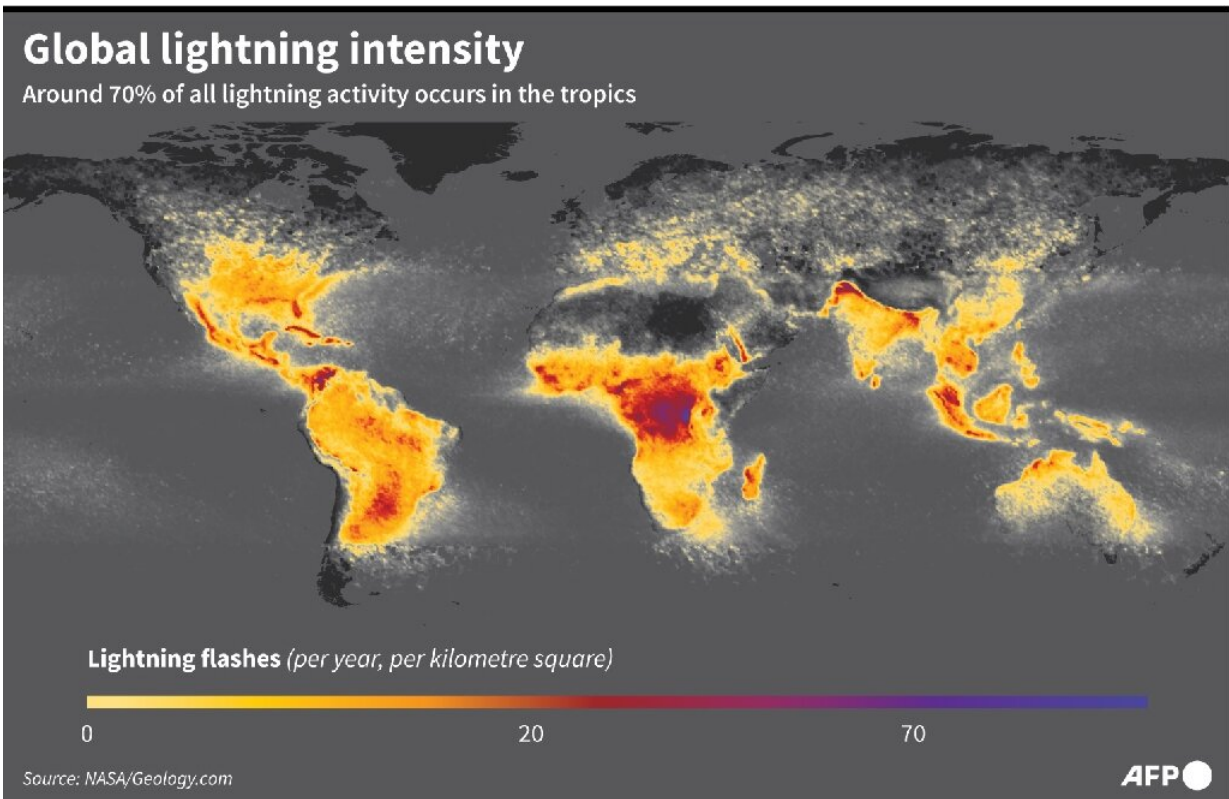 Global lightning intensity
Around 70% of all lightning activity occurs in the tropics
Lightning flashes (per year, per kilometre square)
0 20 70
Source: NASA/Geology.com
AFP